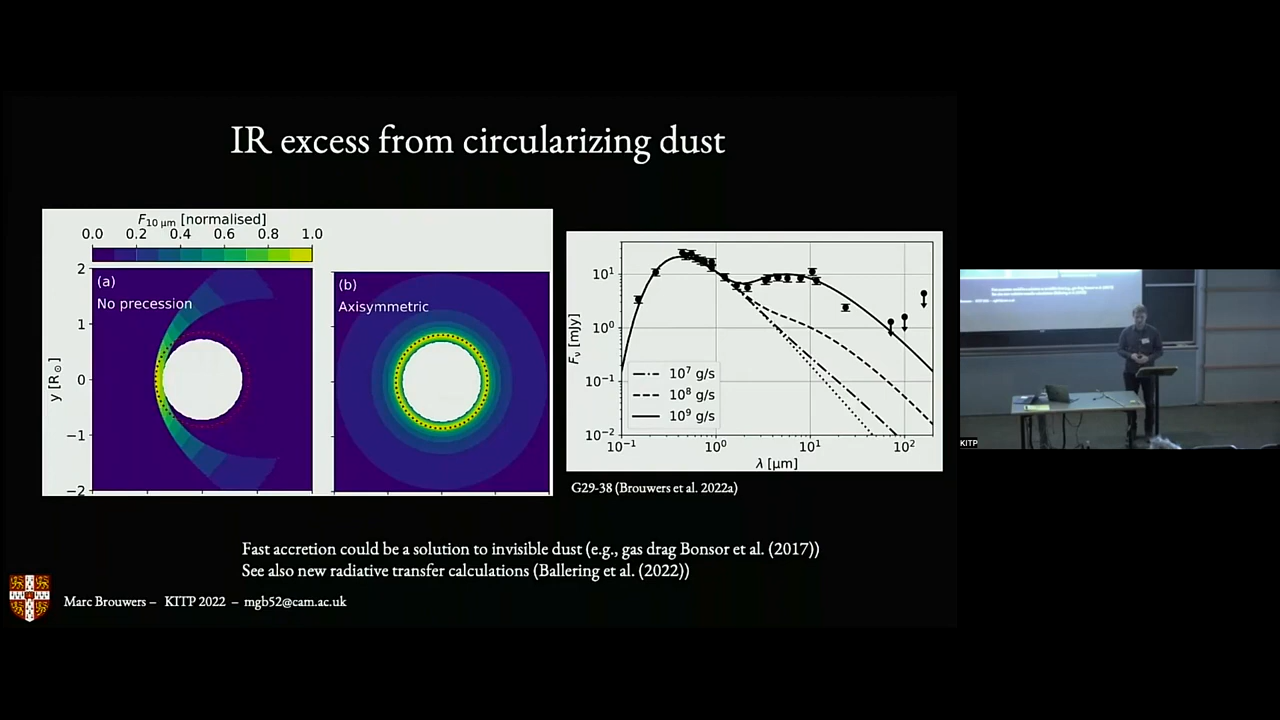 IR excess from circularizing dust
F10 μm [normalised]
0.0 0.2 0.4 0.6 0.8 1.0
(a)
No precession
2
1
0
−1
−2
y [R⊙]
(b)
Axisymmetric
10¹
10⁰
10⁻¹
10⁻²
Fν [mJy]
10⁷ g/s
10⁸ g/s
10⁹ g/s
10⁻¹ 10⁰ 10¹ 10²
λ [μm]
G29-38 (Brouwers et al. 2022a)
Fast accretion could be a solution to invisible dust (e.g., gas drag Bonsor et al. (2017))
See also new radiative transfer calculations (Ballering et al. (2022))
Marc Brouwers – KITP 2022 – mgb52@cam.ac.uk
KITP